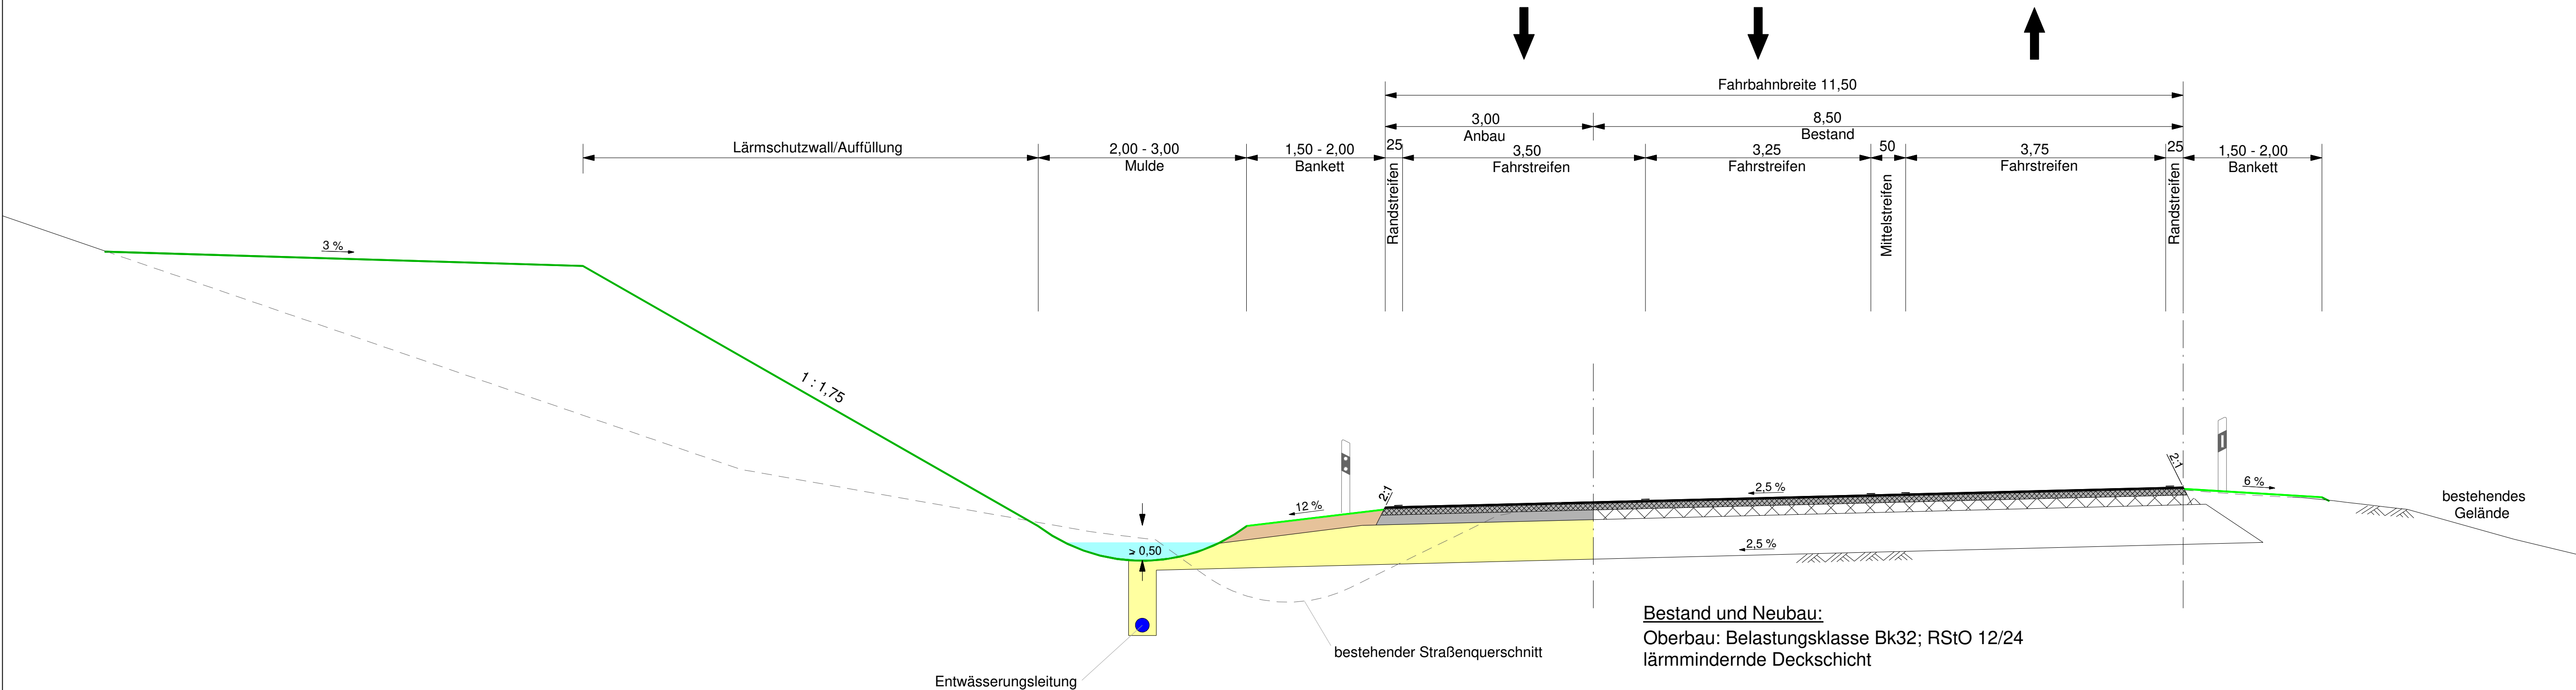 Fahrbahnbreite 11,50
3,00
Anbau
8,50
Bestand
Lärmschutzwall/Auffüllung
2,00 - 3,00
Mulde
1,50 - 2,00
Bankett
25
Randstreifen
3,50
Fahrstreifen
3,25
Fahrstreifen
50
Mittelstreifen
3,75
Fahrstreifen
25
Randstreifen
1,50 - 2,00
Bankett
3 %
1 : 1,75
≥ 0,50
12 %
2:1
2,5 %
2:1
6 %
bestehendes
Gelände
2,5 %
Bestand und Neubau:
Oberbau: Belastungsklasse Bk32; RStO 12/24
lärmmindernde Deckschicht
bestehender Straßenquerschnitt
Entwässerungsleitung